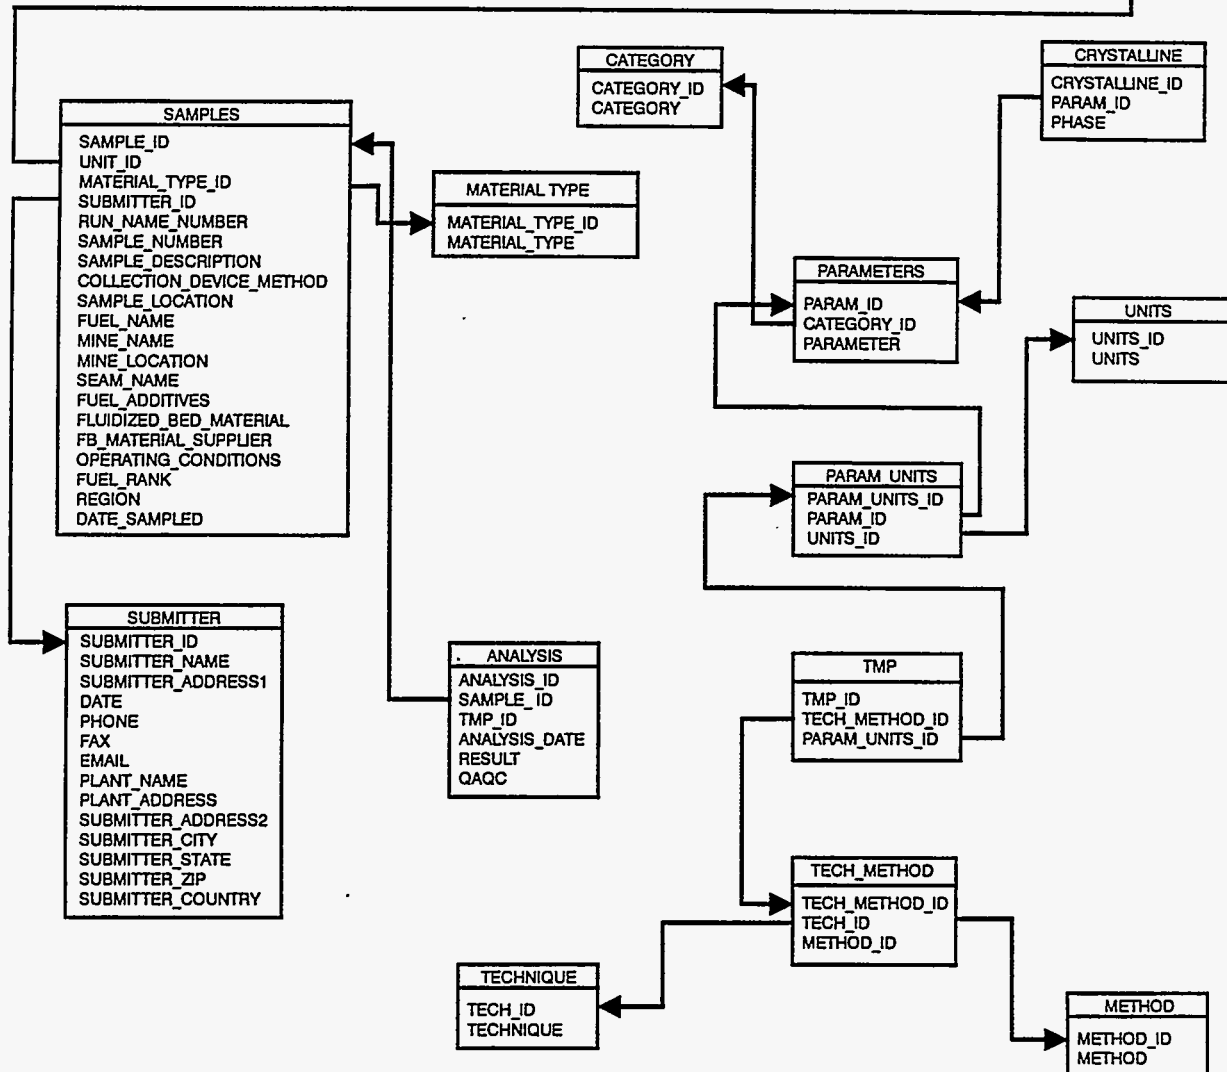 CATEGORY
CATEGORY_ID
CATEGORY
CRYSTALLINE
CRYSTALLINE_ID
PARAM_ID
PHASE
SAMPLES
SAMPLE_ID
UNIT_ID
MATERIAL_TYPE_ID
SUBMITTER_ID
RUN_NAME_NUMBER
SAMPLE_NUMBER
SAMPLE_DESCRIPTION
COLLECTION_DEVICE_METHOD
SAMPLE_LOCATION
FUEL_NAME
MINE_NAME
MINE_LOCATION
SEAM_NAME
FUEL_ADDITIVES
FLUIDIZED_BED_MATERIAL
FB_MATERIAL_SUPPLIER
OPERATING_CONDITIONS
FUEL_RANK
REGION
DATE_SAMPLED
MATERIAL TYPE
MATERIAL_TYPE_ID
MATERIAL_TYPE
PARAMETERS
PARAM_ID
CATEGORY_ID
PARAMETER
UNITS
UNITS_ID
UNITS
PARAM_UNITS
PARAM_UNITS_ID
PARAM_ID
UNITS_ID
SUBMITTER
SUBMITTER_ID
SUBMITTER_NAME
SUBMITTER_ADDRESS1
DATE
PHONE
FAX
EMAIL
PLANT_NAME
PLANT_ADDRESS
SUBMITTER_ADDRESS2
SUBMITTER_CITY
SUBMITTER_STATE
SUBMITTER_ZIP
SUBMITTER_COUNTRY
ANALYSIS
ANALYSIS_ID
SAMPLE_ID
TMP_ID
ANALYSIS_DATE
RESULT
QAQC
TMP
TMP_ID
TECH_METHOD_ID
PARAM_UNITS_ID
TECH_METHOD
TECH_METHOD_ID
TECH_ID
METHOD_ID
TECHNIQUE
TECH_ID
TECHNIQUE
METHOD
METHOD_ID
METHOD